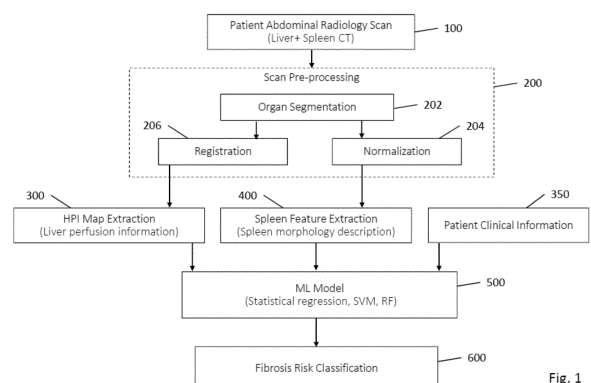 Patient Abdominal Radiology Scan
(Liver+ Spleen CT)
100
Scan Pre-processing
200
Organ Segmentation
202
206
204
Registration
Normalization
300
400
350
HPI Map Extraction
(Liver perfusion information)
Spleen Feature Extraction
(Spleen morphology description)
Patient Clinical Information
ML Model
(Statistical regression, SVM, RF)
500
Fibrosis Risk Classification
600
Fig. 1